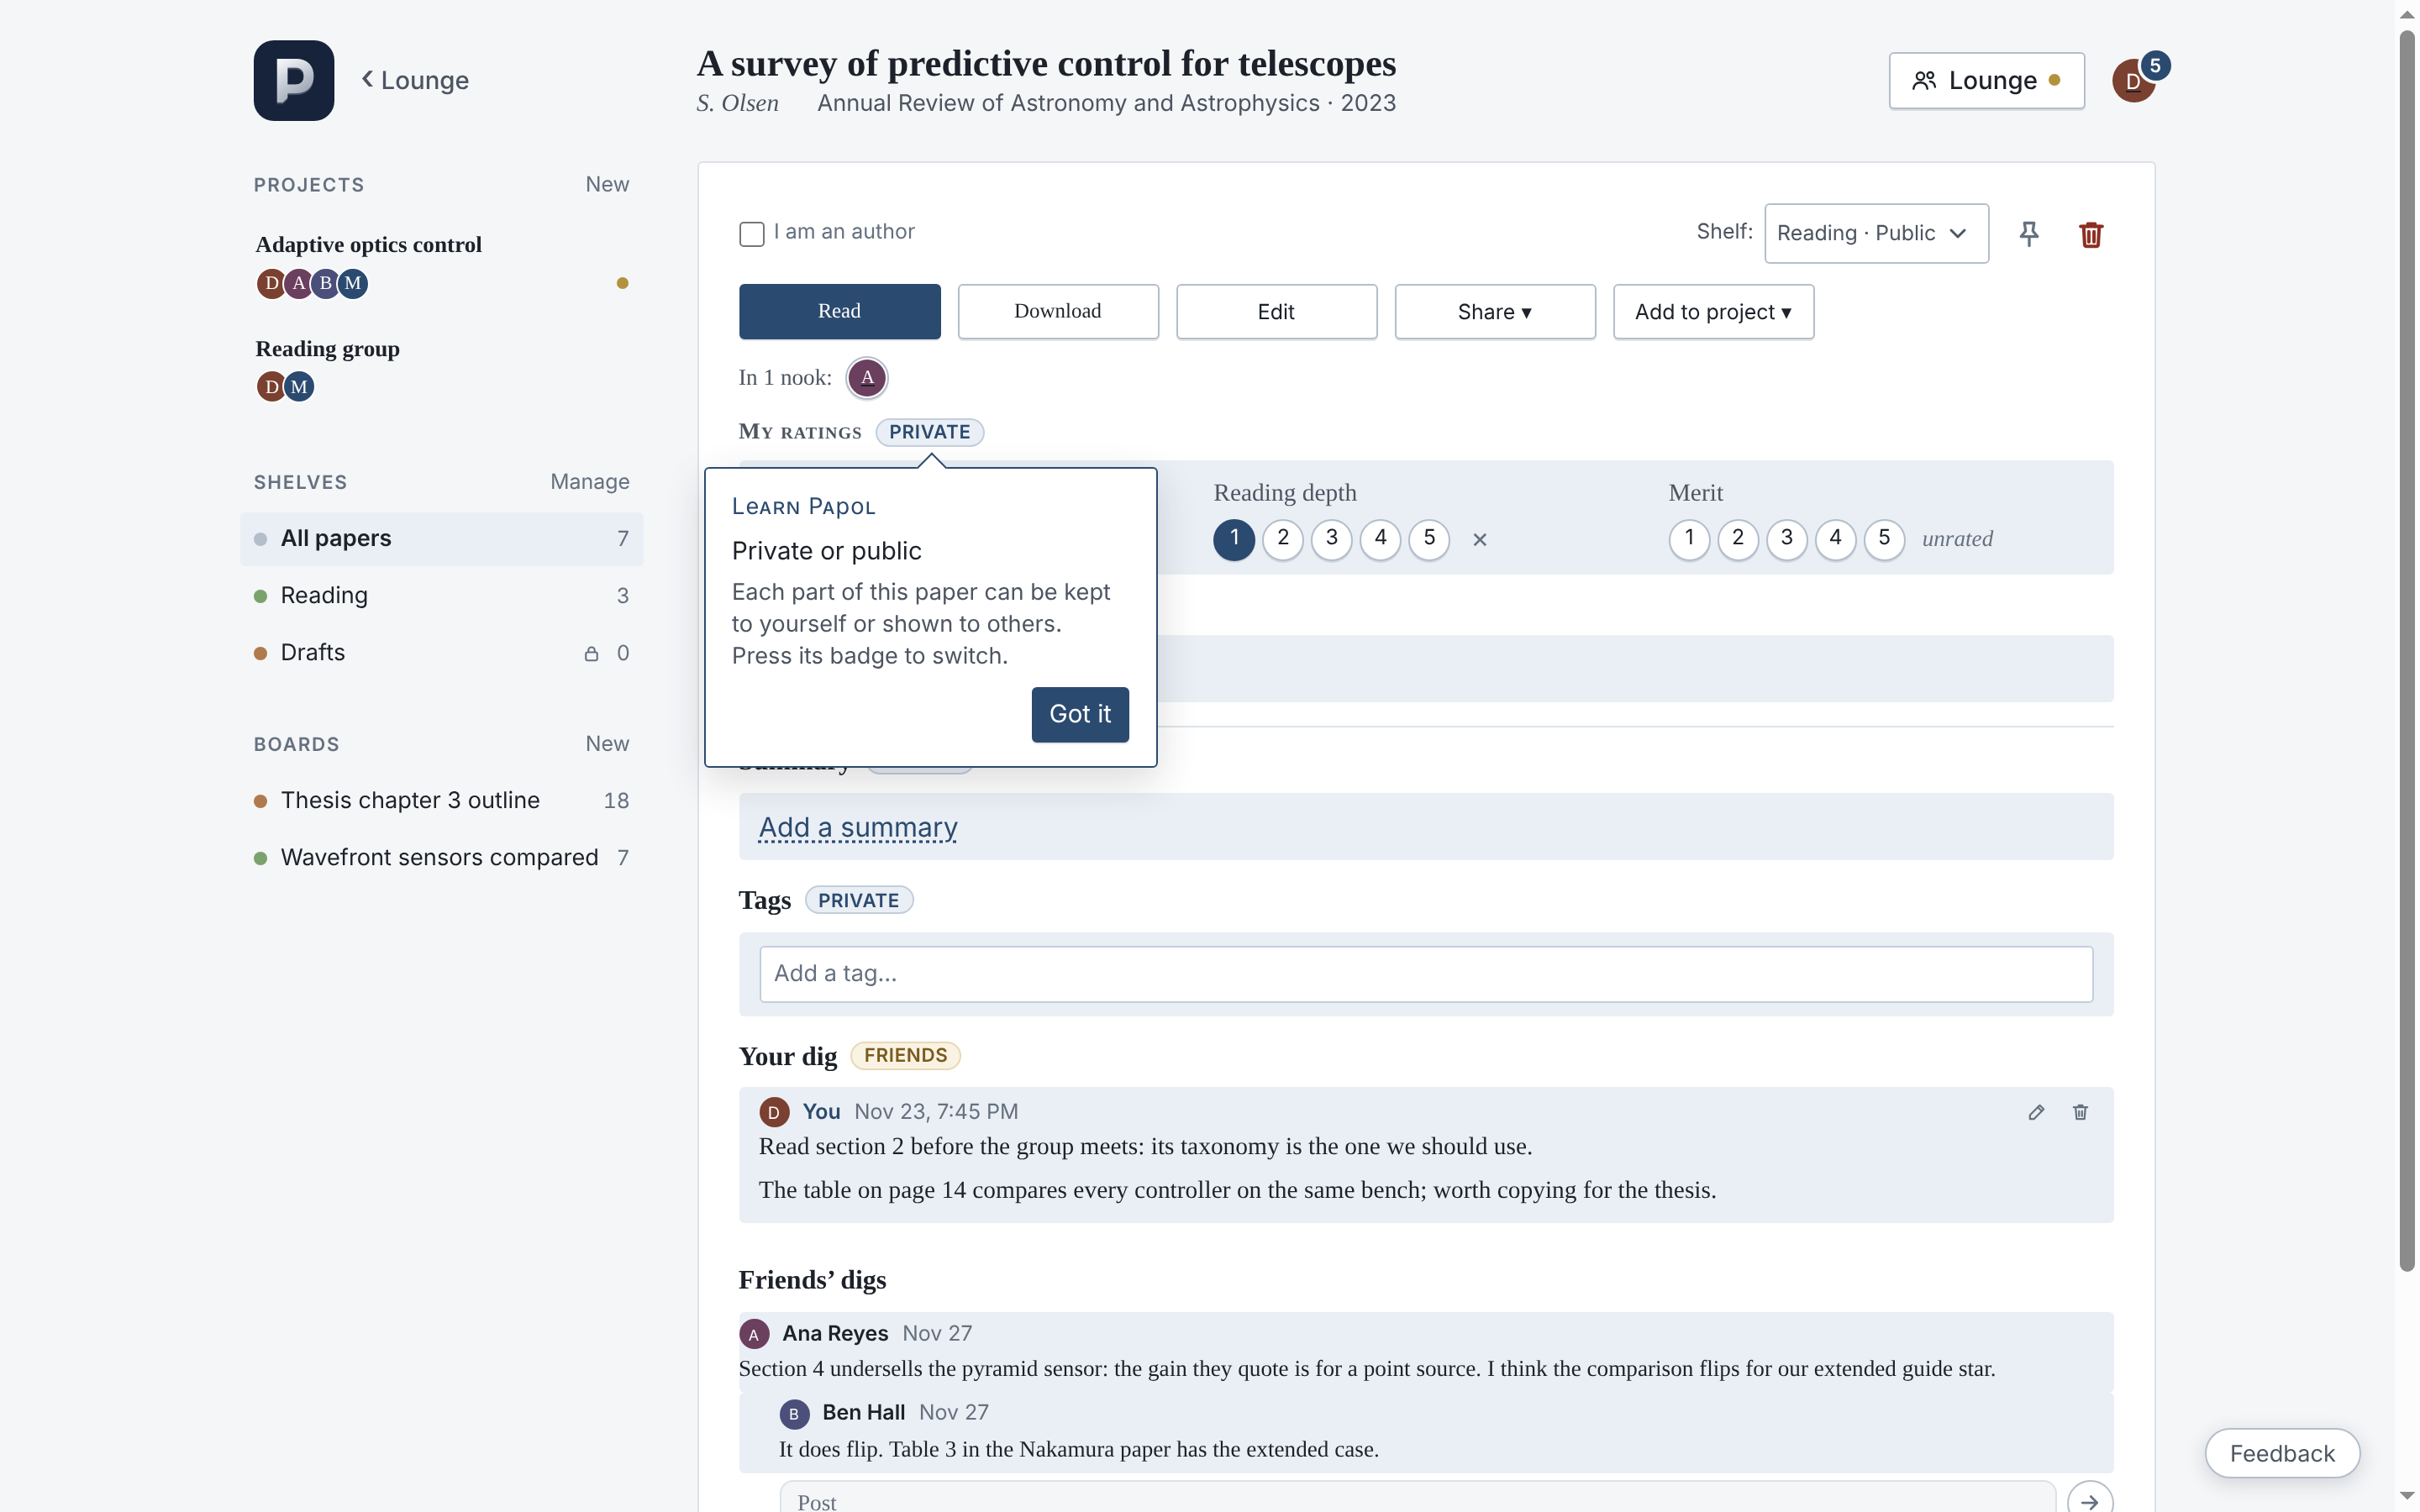 P
Lounge
A survey of predictive control for telescopes
S. Olsen Annual Review of Astronomy and Astrophysics · 2023
Lounge
D 5
PROJECTS New
Adaptive optics control
D A B M
Reading group
D M
SHELVES Manage
All papers 7
Reading 3
Drafts 0
BOARDS New
Thesis chapter 3 outline 18
Wavefront sensors compared 7
I am an author
Shelf: Reading · Public
Read Download Edit Share ▾ Add to project ▾
In 1 nook: A
My ratings PRIVATE
Reading depth Merit
1 2 3 4 5 × 1 2 3 4 5 unrated
Learn Papol
Private or public
Each part of this paper can be kept
to yourself or shown to others.
Press its badge to switch.
Got it
Add a summary
Tags PRIVATE
Add a tag...
Your dig FRIENDS
D You Nov 23, 7:45 PM
Read section 2 before the group meets: its taxonomy is the one we should use.
The table on page 14 compares every controller on the same bench; worth copying for the thesis.
Friends’ digs
A Ana Reyes Nov 27
Section 4 undersells the pyramid sensor: the gain they quote is for a point source. I think the comparison flips for our extended guide star.
B Ben Hall Nov 27
It does flip. Table 3 in the Nakamura paper has the extended case.
Post
Feedback